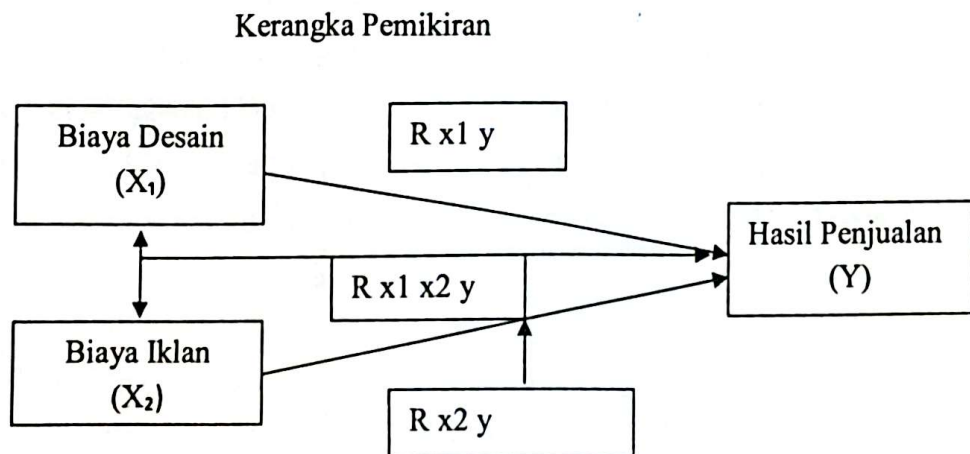 Kerangka Pemikiran
Biaya Desain
(X₁)
R x1 y
Hasil Penjualan
(Y)
R x1 x2 y
Biaya Iklan
(X₂)
R x2 y